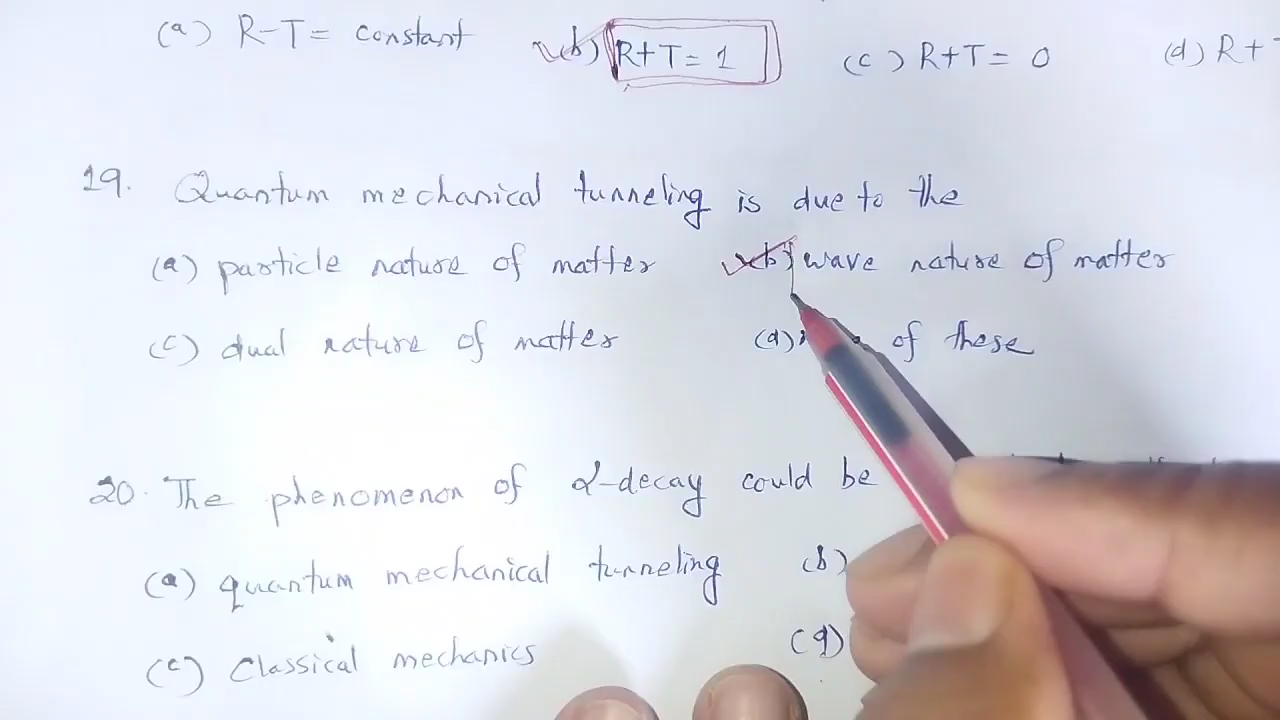 (a) R-T= constant (b) R+T= 1 (c) R+T= 0 (d) R+
19. Quantum mechanical tunneling is due to the
(a) particle nature of matter (b) wave nature of matter
(c) dual nature of matter (d) of these
20. The phenomenon of α-decay could be
(a) quantum mechanical tunneling (b)
(c) Classical mechanics (d)